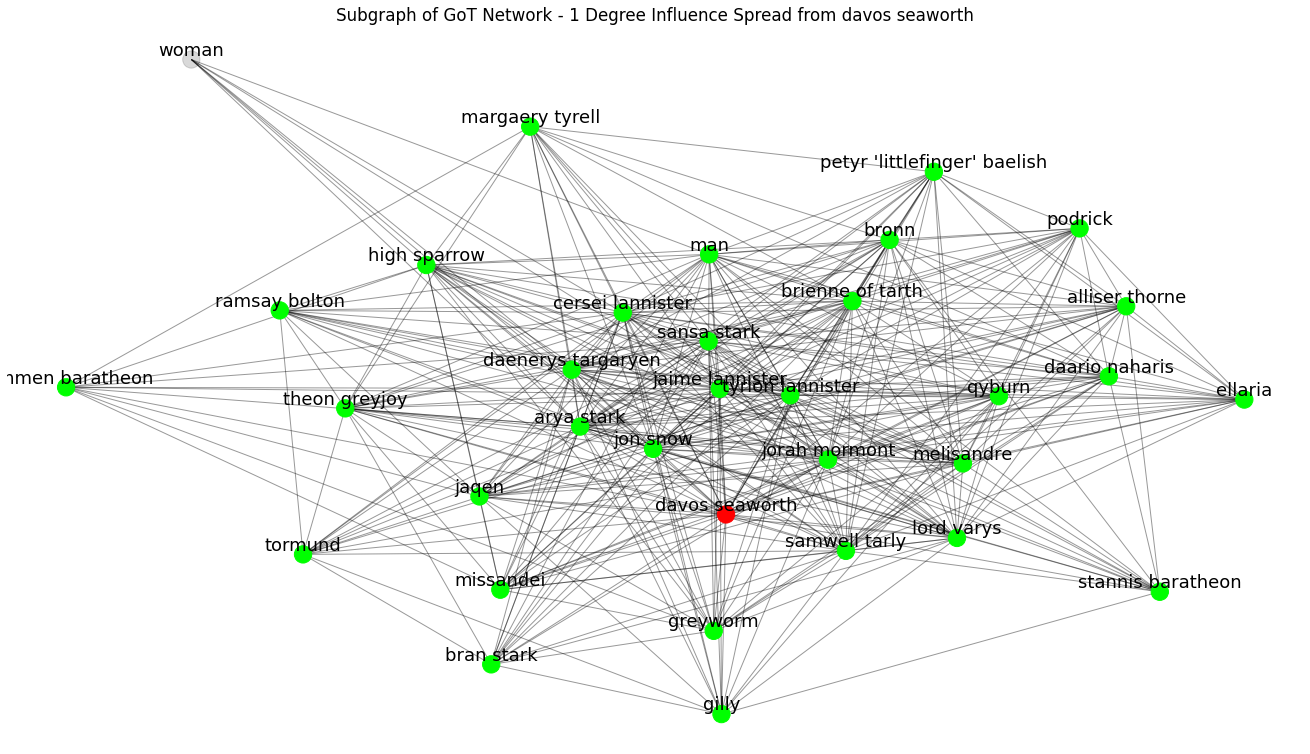 Subgraph of GoT Network - 1 Degree Influence Spread from davos seaworth
woman
margaery tyrell
petyr 'littlefinger' baelish
podrick
bronn
man
high sparrow
brienne of tarth
alliser thorne
ramsay bolton
cersei lannister
sansa stark
daenerys targaryen
daario naharis
nmen baratheon
jaime lannister
tyrion lannister
qyburn
ellaria
theon greyjoy
arya stark
jon snow
jorah mormont
melisandre
jaqen
davos seaworth
lord varys
tormund
samwell tarly
missandei
stannis baratheon
greyworm
bran stark
gilly